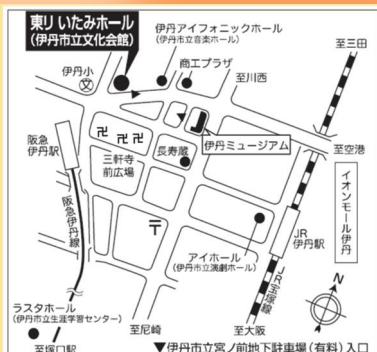 東リ いたみホール
(伊丹市立文化会館)
伊丹アイフォニックホール
(伊丹市立音楽ホール)
至三田
商工プラザ
至川西
伊丹小
文
阪急
伊丹駅
卍 卍 卍
三軒寺
前広場
長寿蔵
伊丹ミュージアム
至空港
イオンモール伊丹
阪急伊丹線
〒
アイホール
(伊丹市立演劇ホール)
JR
伊丹駅
JR宝塚線
N
ラスタホール
(伊丹市立生涯学習センター)
至塚口駅
至尼崎
至大阪
▼伊丹市立宮ノ前地下駐車場(有料)入口